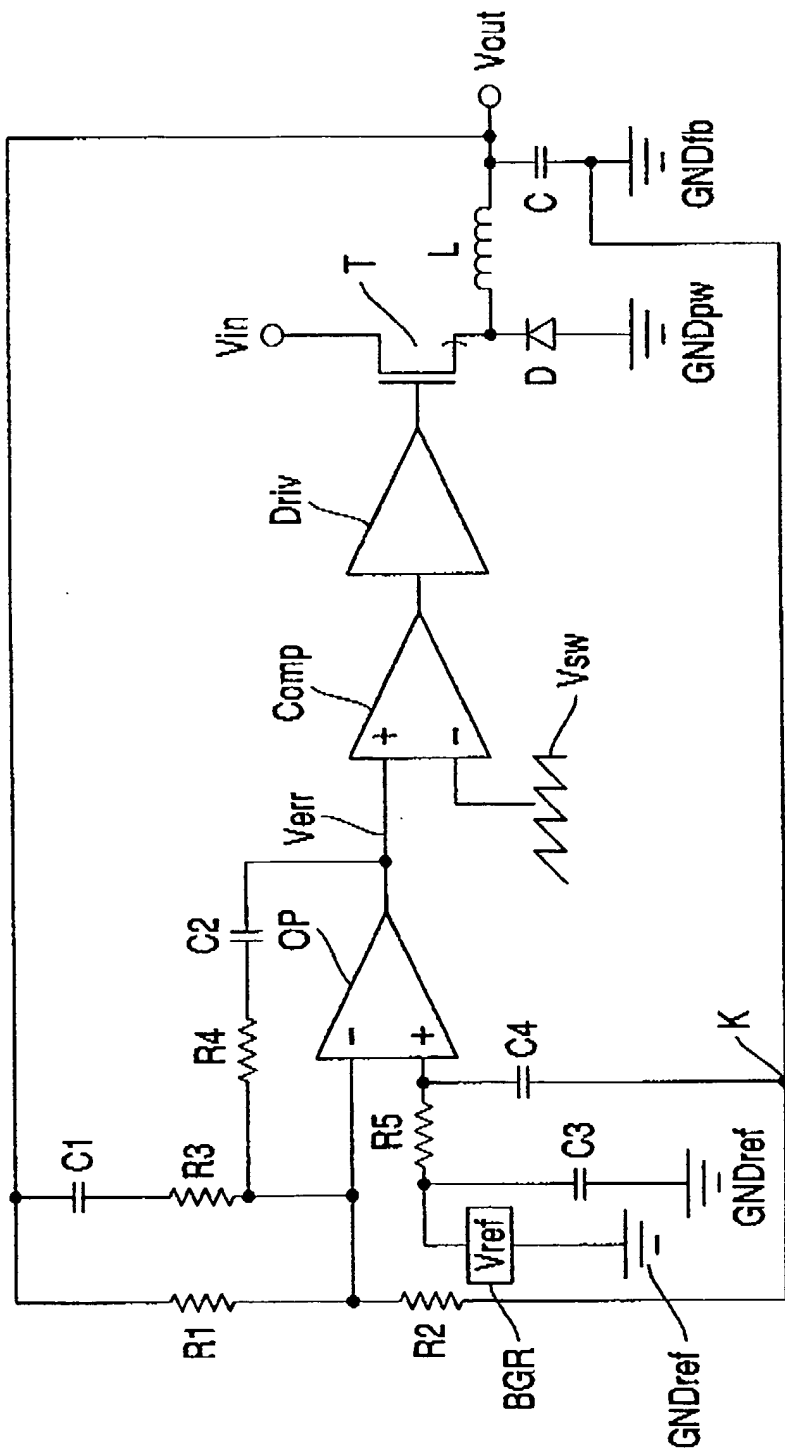 Vin
Vout
T
L
C
D
GNDfb
GNDpw
Driv
Comp
+
-
Vsw
Verr
C2
OP
R4
-
+
C1
R3
R5
C4
K
C3
GNDref
R1
R2
Vref
BGR
GNDref